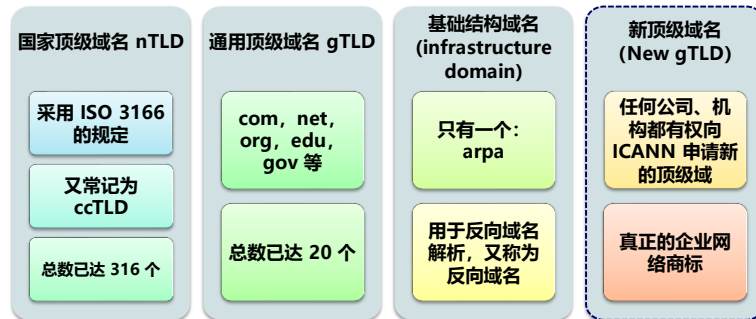 国家顶级域名 nTLD
采用 ISO 3166
的规定
又常记为
ccTLD
总数已达 316 个
通用顶级域名 gTLD
com，net，
org，edu，
gov 等
总数已达 20 个
基础结构域名
(infrastructure
domain)
只有一个：
arpa
用于反向域名
解析，又称为
反向域名
新顶级域名
(New gTLD)
任何公司、机
构都有权向
ICANN 申请新
的顶级域
真正的企业网
络商标